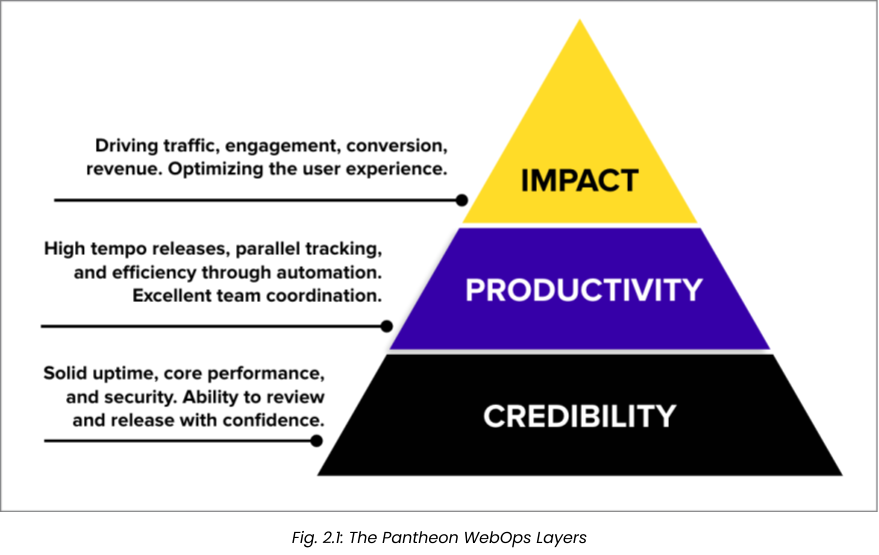 Driving traffic, engagement, conversion,
revenue. Optimizing the user experience.
IMPACT
High tempo releases, parallel tracking,
and efficiency through automation.
Excellent team coordination.
PRODUCTIVITY
Solid uptime, core performance,
and security. Ability to review
and release with confidence.
CREDIBILITY
Fig. 2.1: The Pantheon WebOps Layers